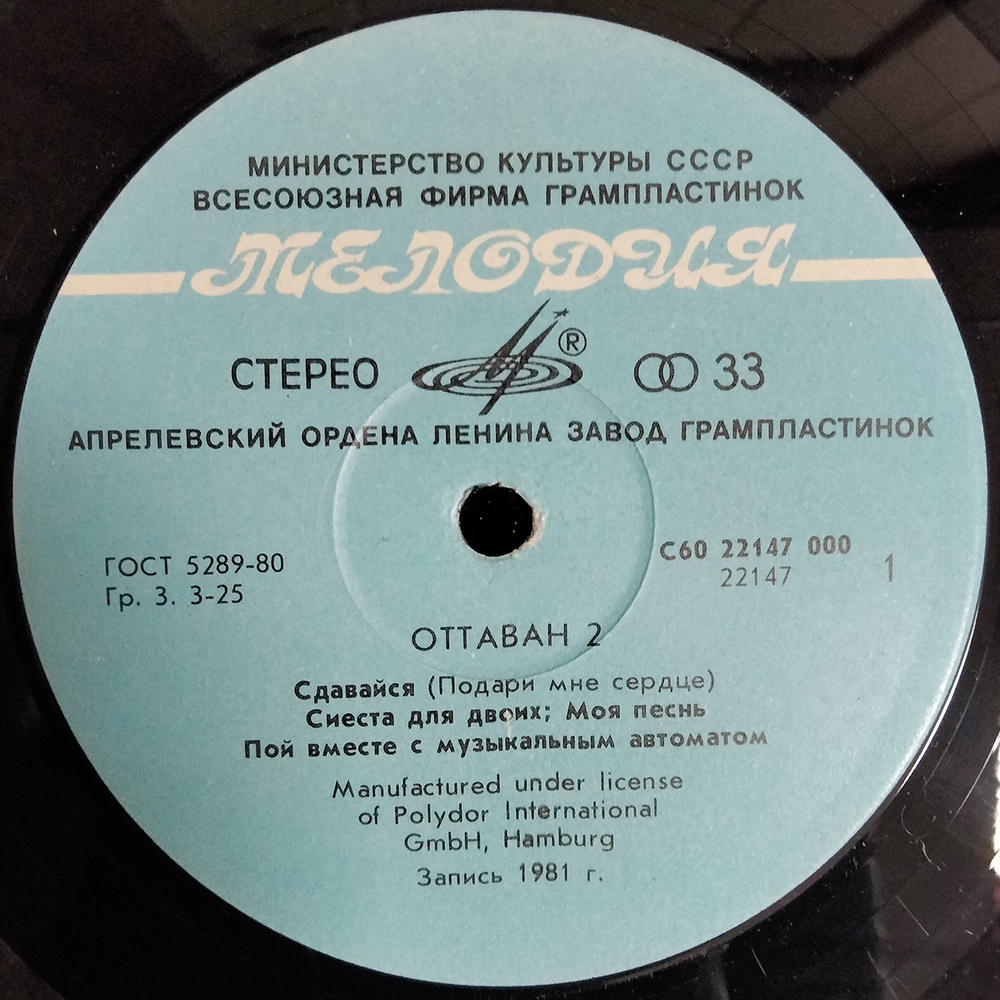 МИНИСТЕРСТВО КУЛЬТУРЫ СССР
ВСЕСОЮЗНАЯ ФИРМА ГРАМПЛАСТИНОК
МЕЛОДИЯ
СТЕРЕО ® 33
АПРЕЛЕВСКИЙ ОРДЕНА ЛЕНИНА ЗАВОД ГРАМПЛАСТИНОК
ГОСТ 5289-80
Гр. 3. 3-25
С60 22147 000
22147 1
ОТТАВАН 2
Сдавайся (Подари мне сердце)
Сиеста для двоих; Моя песнь
Пой вместе с музыкальным автоматом
Manufactured under license
of Polydor International
GmbH, Hamburg
Запись 1981 г.